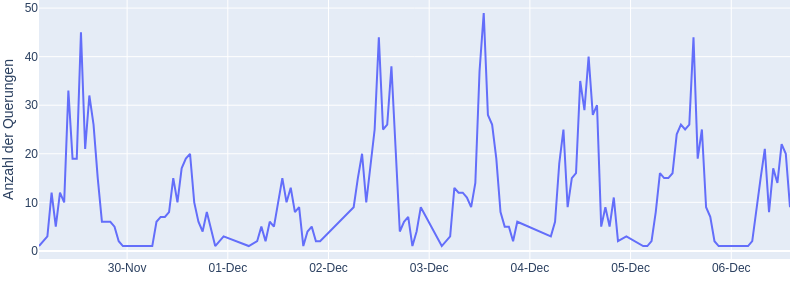 Anzahl der Querungen
50
40
30
20
10
0
30-Nov
01-Dec
02-Dec
03-Dec
04-Dec
05-Dec
06-Dec